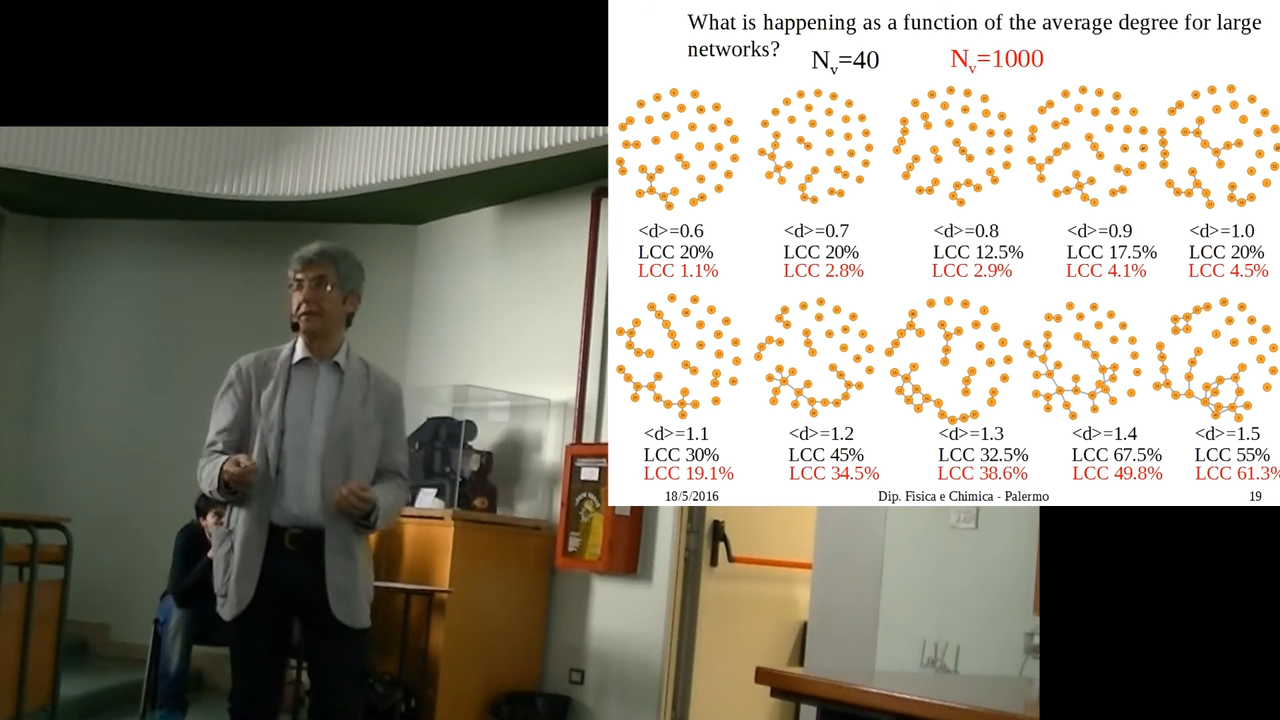 What is happening as a function of the average degree for large
networks?
Nv=40 Nv=1000
<d>=0.6 <d>=0.7 <d>=0.8 <d>=0.9 <d>=1.0
LCC 20% LCC 20% LCC 12.5% LCC 17.5% LCC 20%
LCC 1.1% LCC 2.8% LCC 2.9% LCC 4.1% LCC 4.5%
<d>=1.1 <d>=1.2 <d>=1.3 <d>=1.4 <d>=1.5
LCC 30% LCC 45% LCC 32.5% LCC 67.5% LCC 55%
LCC 19.1% LCC 34.5% LCC 38.6% LCC 49.8% LCC 61.3%
18/5/2016 Dip. Fisica e Chimica - Palermo 19